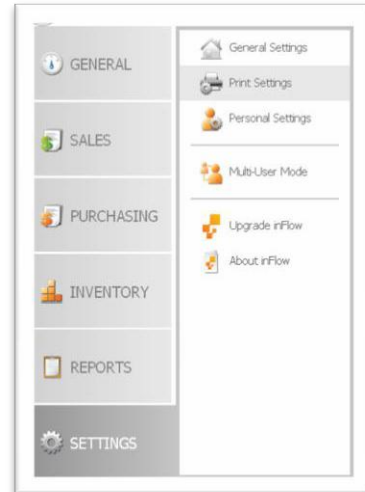 GENERAL
SALES
PURCHASING
INVENTORY
REPORTS
SETTINGS
General Settings
Print Settings
Personal Settings
Multi-User Mode
Upgrade inFlow
About inFlow